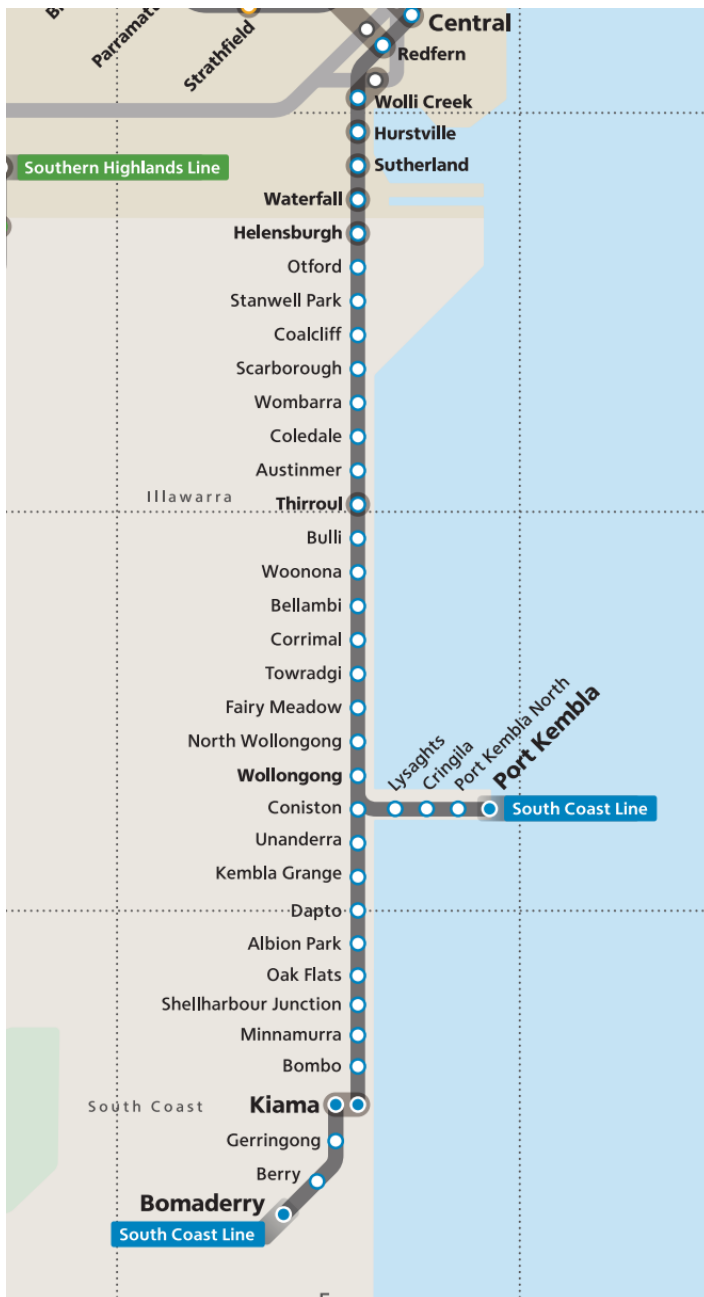 Central
Strathfield
Redfern
Wolli Creek
Hurstville
Southern Highlands Line
Sutherland
Waterfall
Helensburgh
Otford
Stanwell Park
Coalcliff
Scarborough
Wombarra
Coledale
Austinmer
Illawarra
Thirroul
Bulli
Woonona
Bellambi
Corrimal
Towradgi
Fairy Meadow
North Wollongong
Wollongong
Lysaghts
Cringila
Port Kembla North
Port Kembla
Coniston
South Coast Line
Unanderra
Kembla Grange
Dapto
Albion Park
Oak Flats
Shellharbour Junction
Minnamurra
Bombo
South Coast
Kiama
Gerringong
Berry
Bomaderry
South Coast Line